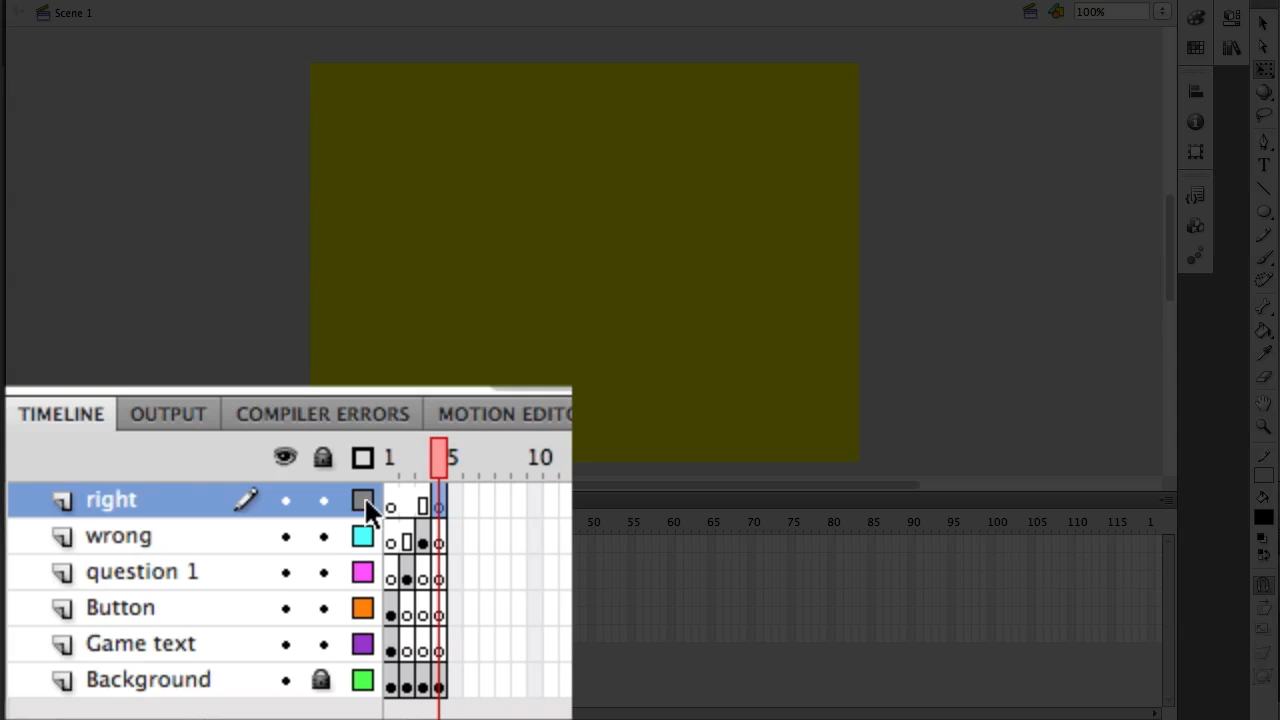 Scene 1
100%
TIMELINE OUTPUT COMPILER ERRORS MOTION EDITO
1 5 10
50 55 60 65 70 75 80 85 90 95 100 105 110 115 1
right
wrong
question 1
Button
Game text
Background
T